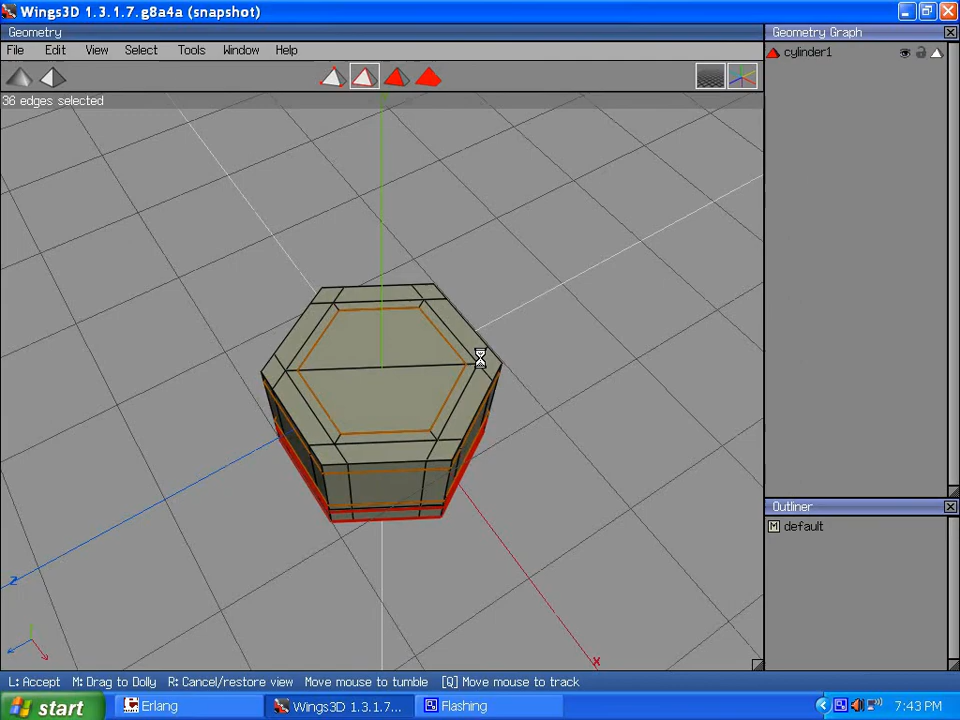 Wings3D 1.3.1.7.g8a4a (snapshot)
Geometry
Geometry Graph
File Edit View Select Tools Window Help
cylinder1
36 edges selected
Outliner
M default
Z
X
L: Accept M: Drag to Dolly R: Cancel/restore view Move mouse to tumble [Q] Move mouse to track
start Erlang Wings3D 1.3.1.7... Flashing 7:43 PM